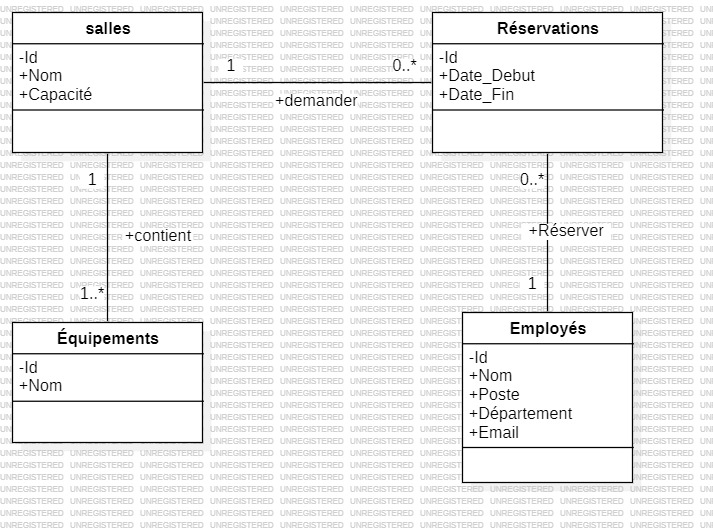 salles
-Id
+Nom
+Capacité
1
0..*
+demander
Réservations
-Id
+Date_Debut
+Date_Fin
1
+contient
1..*
0..*
+Réserver
1
Équipements
-Id
+Nom
Employés
-Id
+Nom
+Poste
+Département
+Email
UNREGISTERED